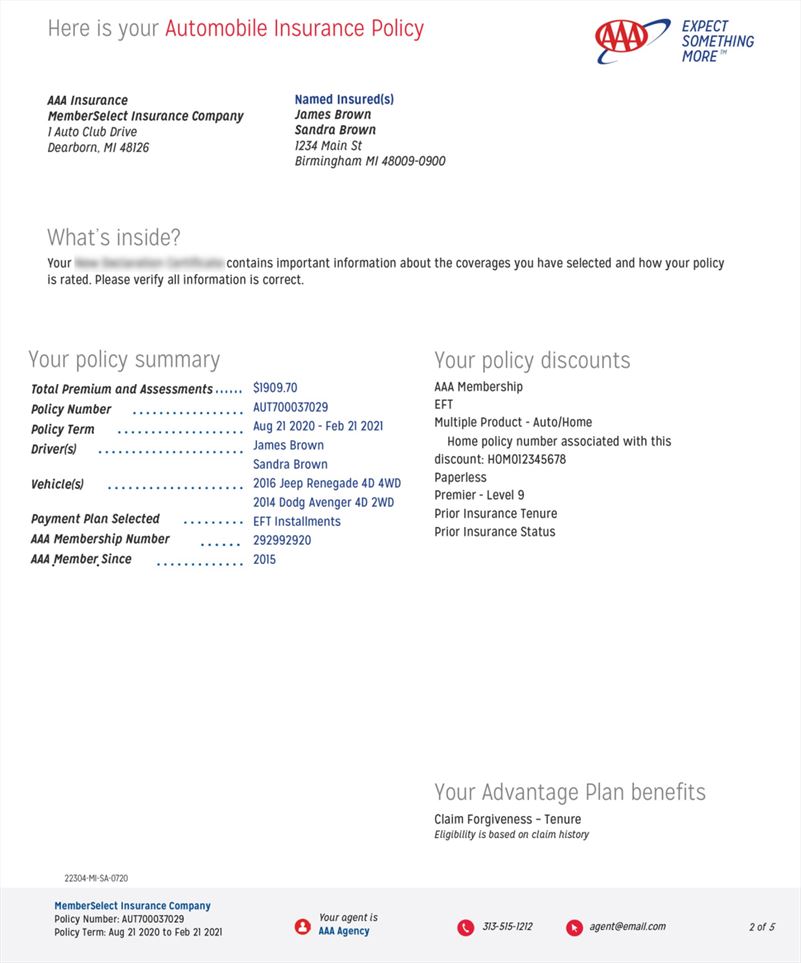 Here is your Automobile Insurance Policy
AAA
EXPECT
SOMETHING
MORE™
AAA Insurance
MemberSelect Insurance Company
1 Auto Club Drive
Dearborn, MI 48126
Named Insured(s)
James Brown
Sandra Brown
1234 Main St
Birmingham MI 48009-0900
What's inside?
Your contains important information about the coverages you have selected and how your policy
is rated. Please verify all information is correct.
Your policy summary
Total Premium and Assessments ...... $1909.70
Policy Number ................. AUT700037029
Policy Term ................... Aug 21 2020 - Feb 21 2021
Driver(s) ...................... James Brown
Sandra Brown
Vehicle(s) .................... 2016 Jeep Renegade 4D 4WD
2014 Dodg Avenger 4D 2WD
Payment Plan Selected ......... EFT Installments
AAA Membership Number ...... 292992920
AAA Member Since ............. 2015
Your policy discounts
AAA Membership
EFT
Multiple Product - Auto/Home
Home policy number associated with this
discount: HOM012345678
Paperless
Premier - Level 9
Prior Insurance Tenure
Prior Insurance Status
Your Advantage Plan benefits
Claim Forgiveness – Tenure
Eligibility is based on claim history
22304-MI-SA-0720
MemberSelect Insurance Company
Policy Number: AUT700037029
Policy Term: Aug 21 2020 to Feb 21 2021
Your agent is
AAA Agency
313-515-1212
agent@email.com
2 of 5